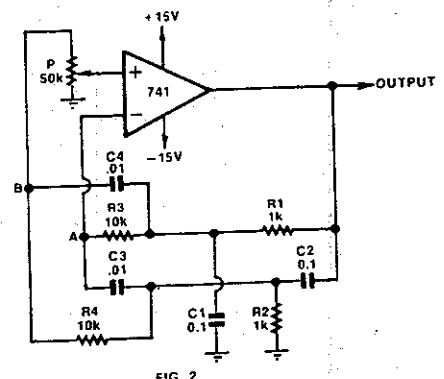 +15V
P
50k
+
741
−
−15V
OUTPUT
B
C4
.01
R3
10k
A
C3
.01
R4
10k
R1
1k
C2
0.1
C1
0.1
R2
1k
FIG. 2